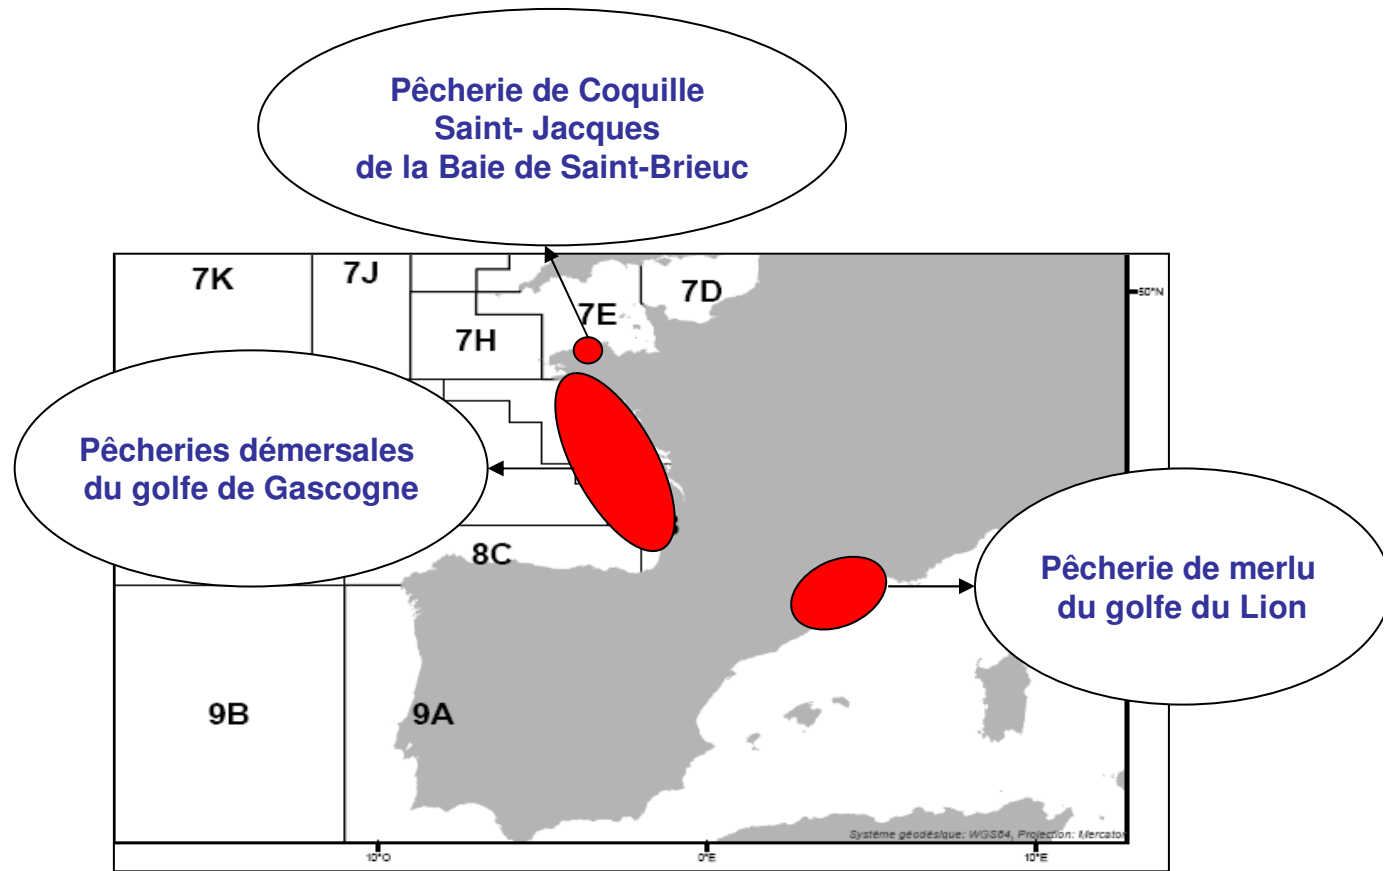 Pêcherie de Coquille
Saint- Jacques
de la Baie de Saint-Brieuc
7K
7J
7D
50°N
7E
7H
Pêcheries démersales
du golfe de Gascogne
8C
Pêcherie de merlu
du golfe du Lion
9B
9A
Système géodésique: WGS84, Projection: Mercator
10°O
0°E
10°E